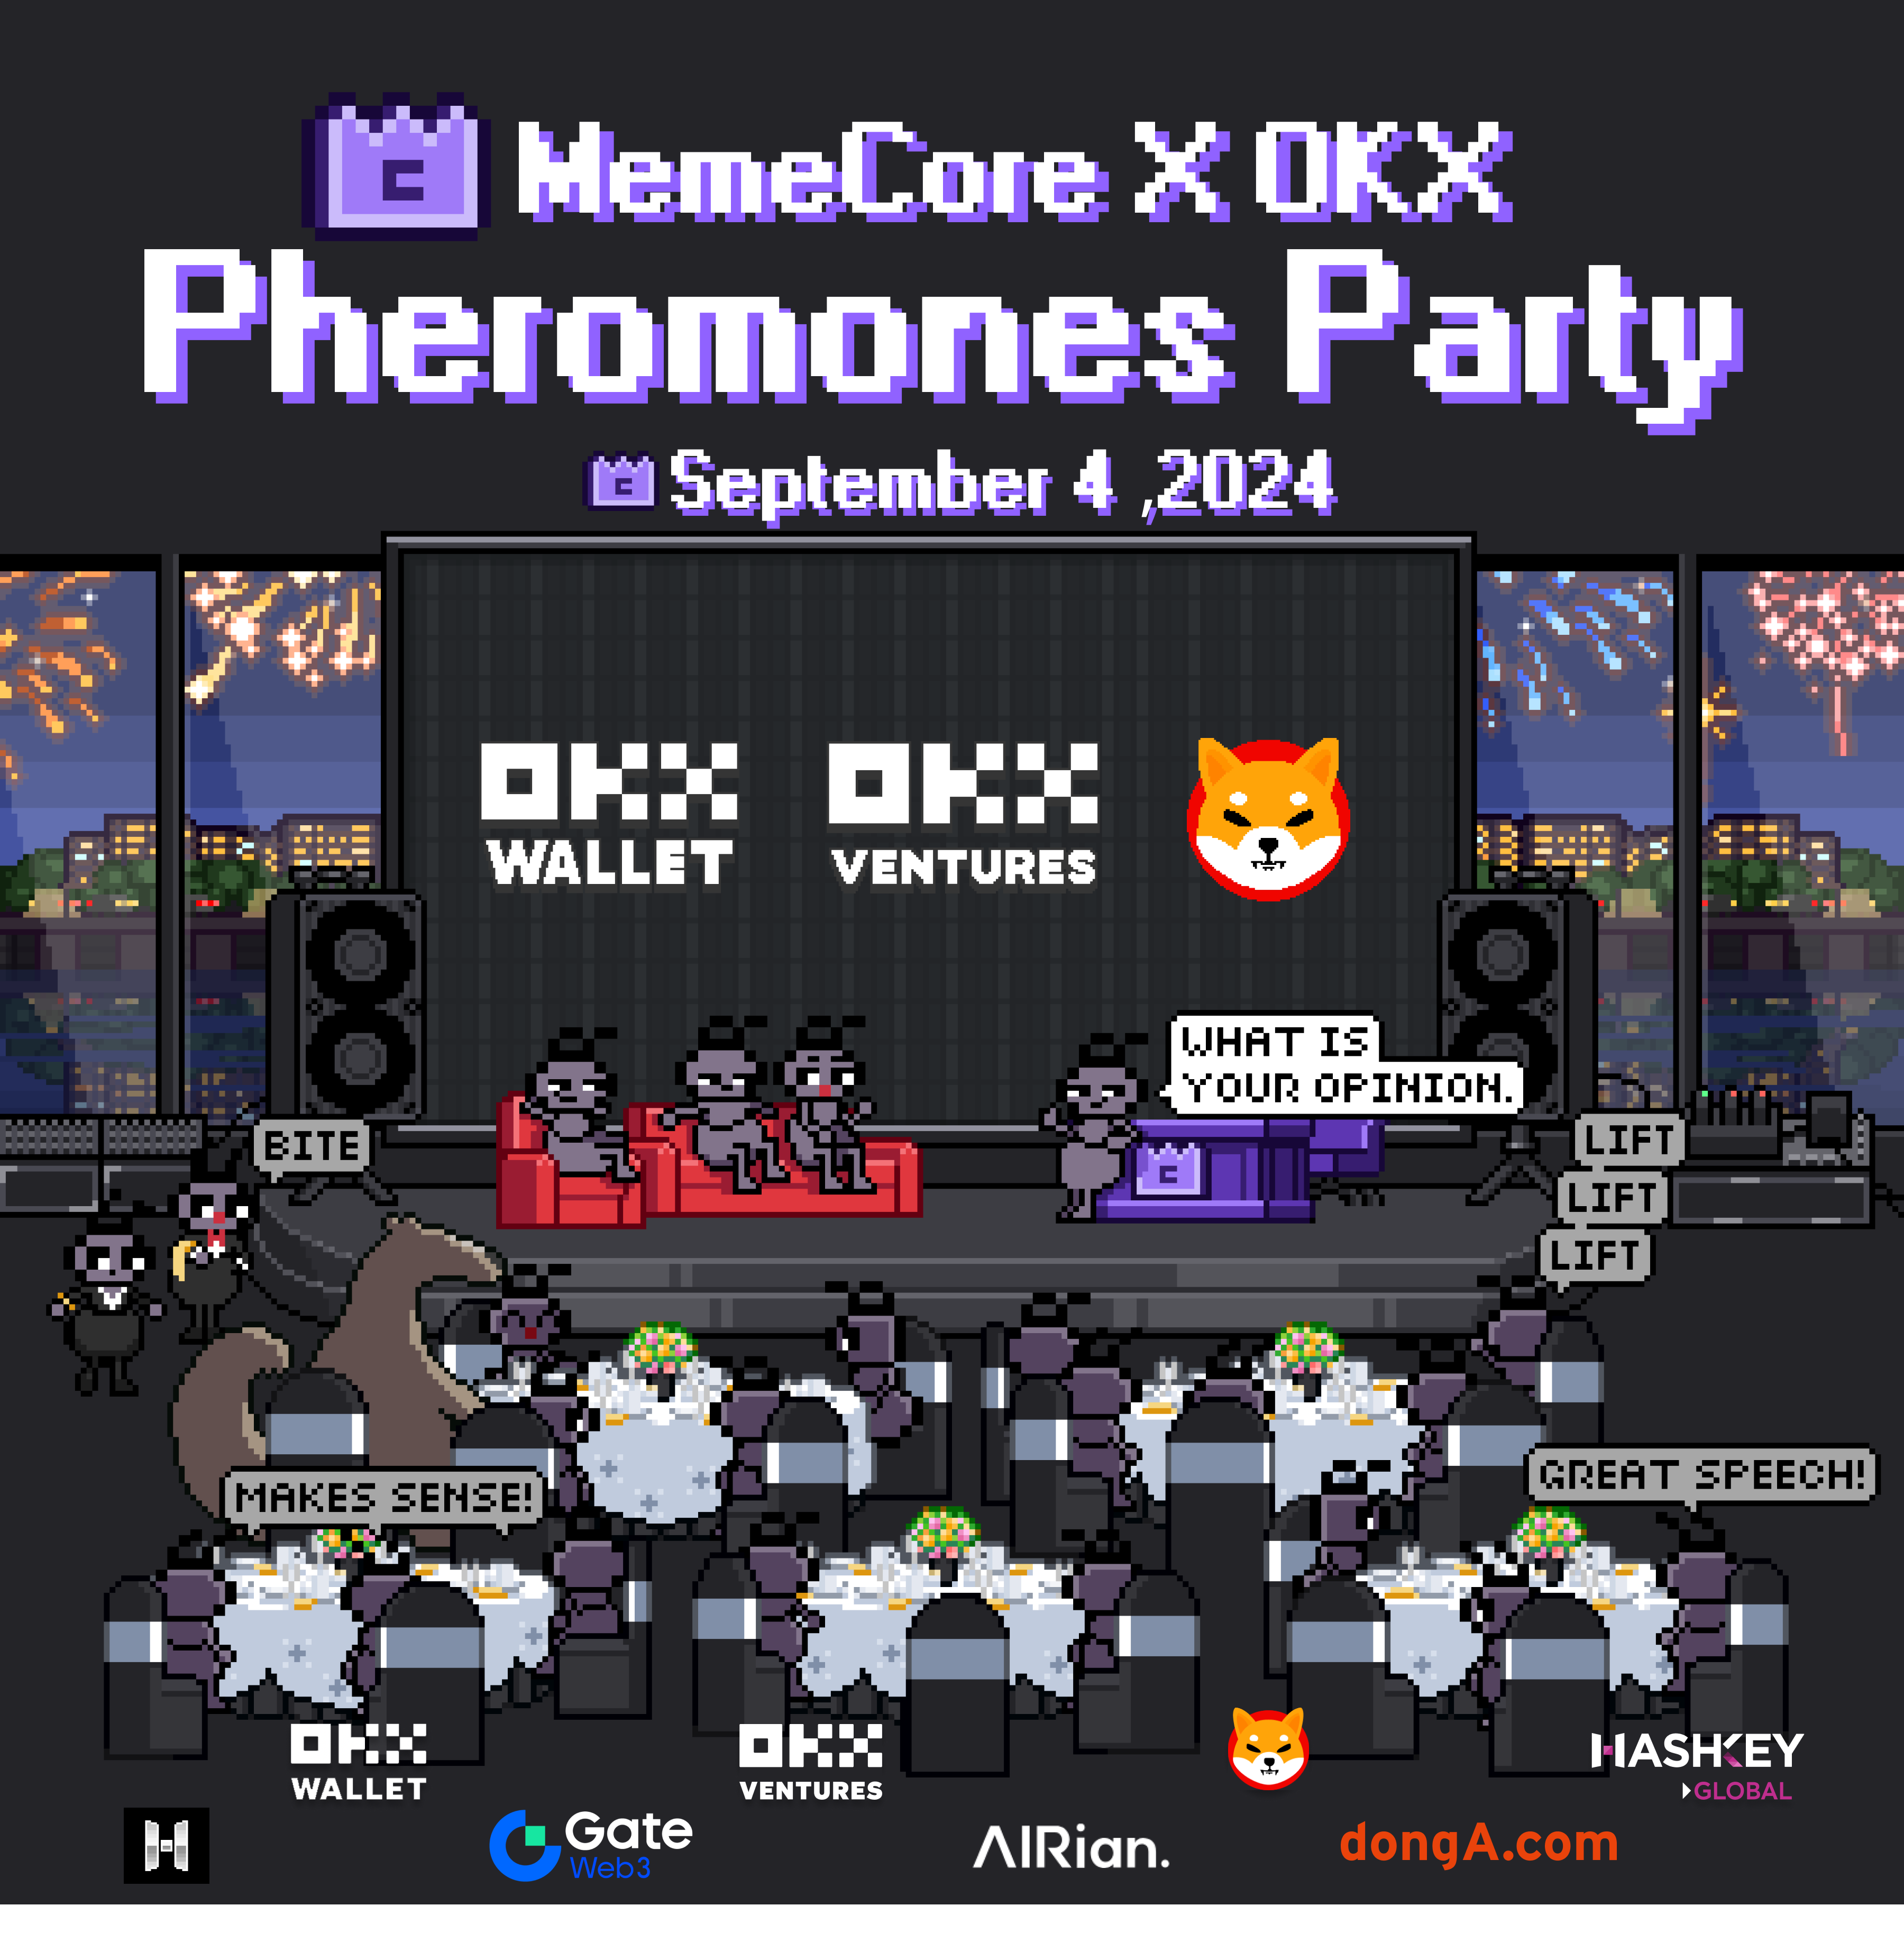 MemeCore X OKX
Pheromones Party
September 4 ,2024
OKX OKX
WALLET VENTURES
WHAT IS
YOUR OPINION.
BITE
LIFT
LIFT
LIFT
MAKES SENSE!
GREAT SPEECH!
OKX OKX HASHKEY
WALLET VENTURES GLOBAL
H Gate AIRian. dongA.com
Web3